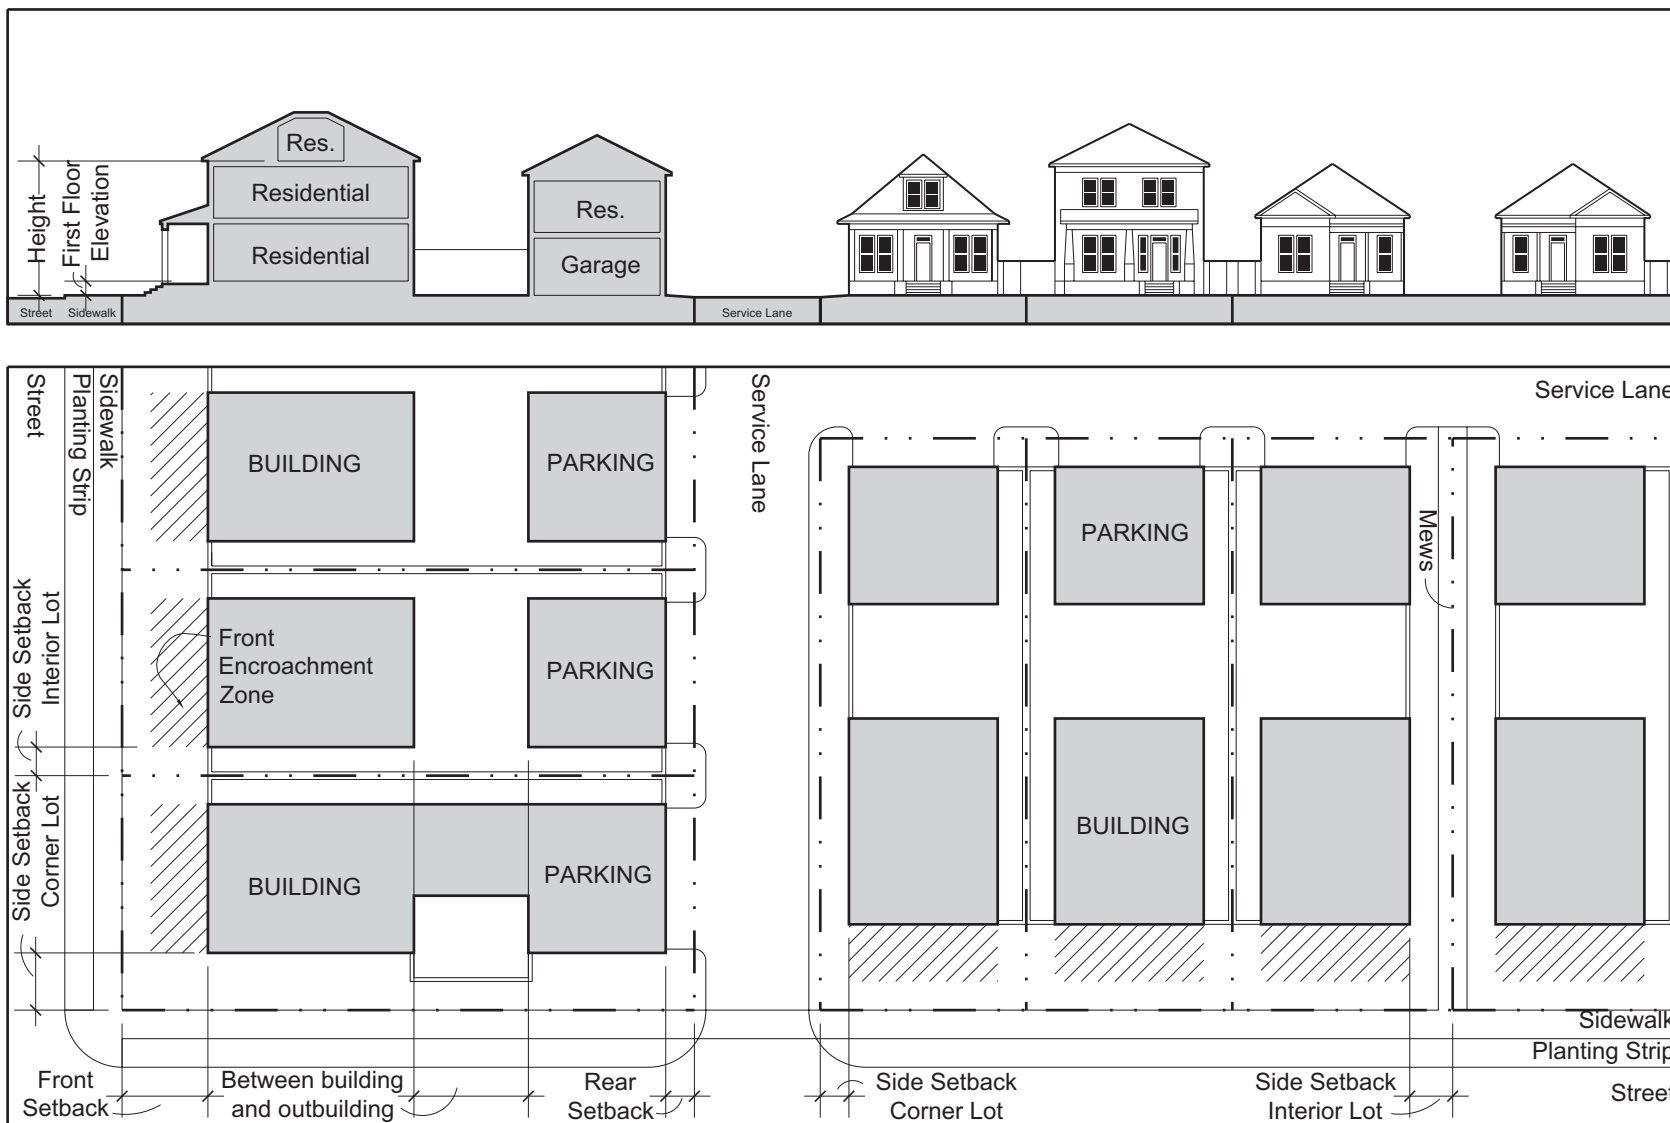 Res.
Residential
Residential
Res.
Garage
Height
First Floor
Elevation
Street
Sidewalk
Service Lane
Street
Planting Strip
Sidewalk
BUILDING
PARKING
Service Lane
Service Lane
PARKING
Mews
Side Setback
Interior Lot
Front
Encroachment
Zone
PARKING
Side Setback
Corner Lot
BUILDING
PARKING
BUILDING
Sidewalk
Planting Strip
Street
Front
Setback
Between building
and outbuilding
Rear
Setback
Side Setback
Corner Lot
Side Setback
Interior Lot